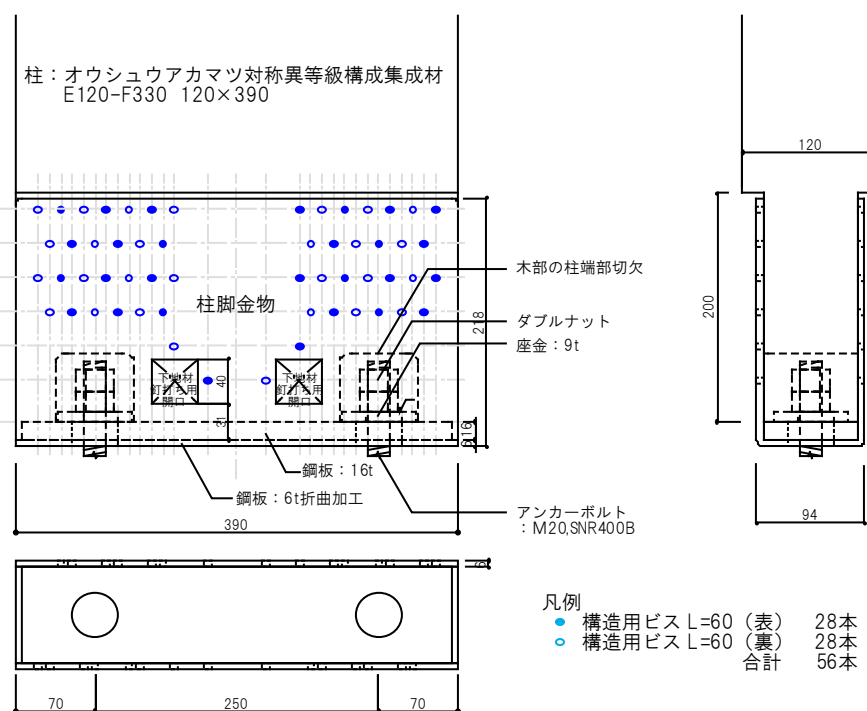 柱：オウシュウアカマツ対称異等級構成集成材
E120-F330 120×390
120
木部の柱端部切欠
柱脚金物
ダブルナット
218
200
座金：9t
下地材
釘打ち用
開口
40
下地材
釘打ち用
開口
31
16
6
鋼板：16t
鋼板：6t折曲加工
アンカーボルト
：M20,SNR400B
390
94
6
凡例
構造用ビス L=60（表） 28本
構造用ビス L=60（裏） 28本
合計 56本
70
250
70